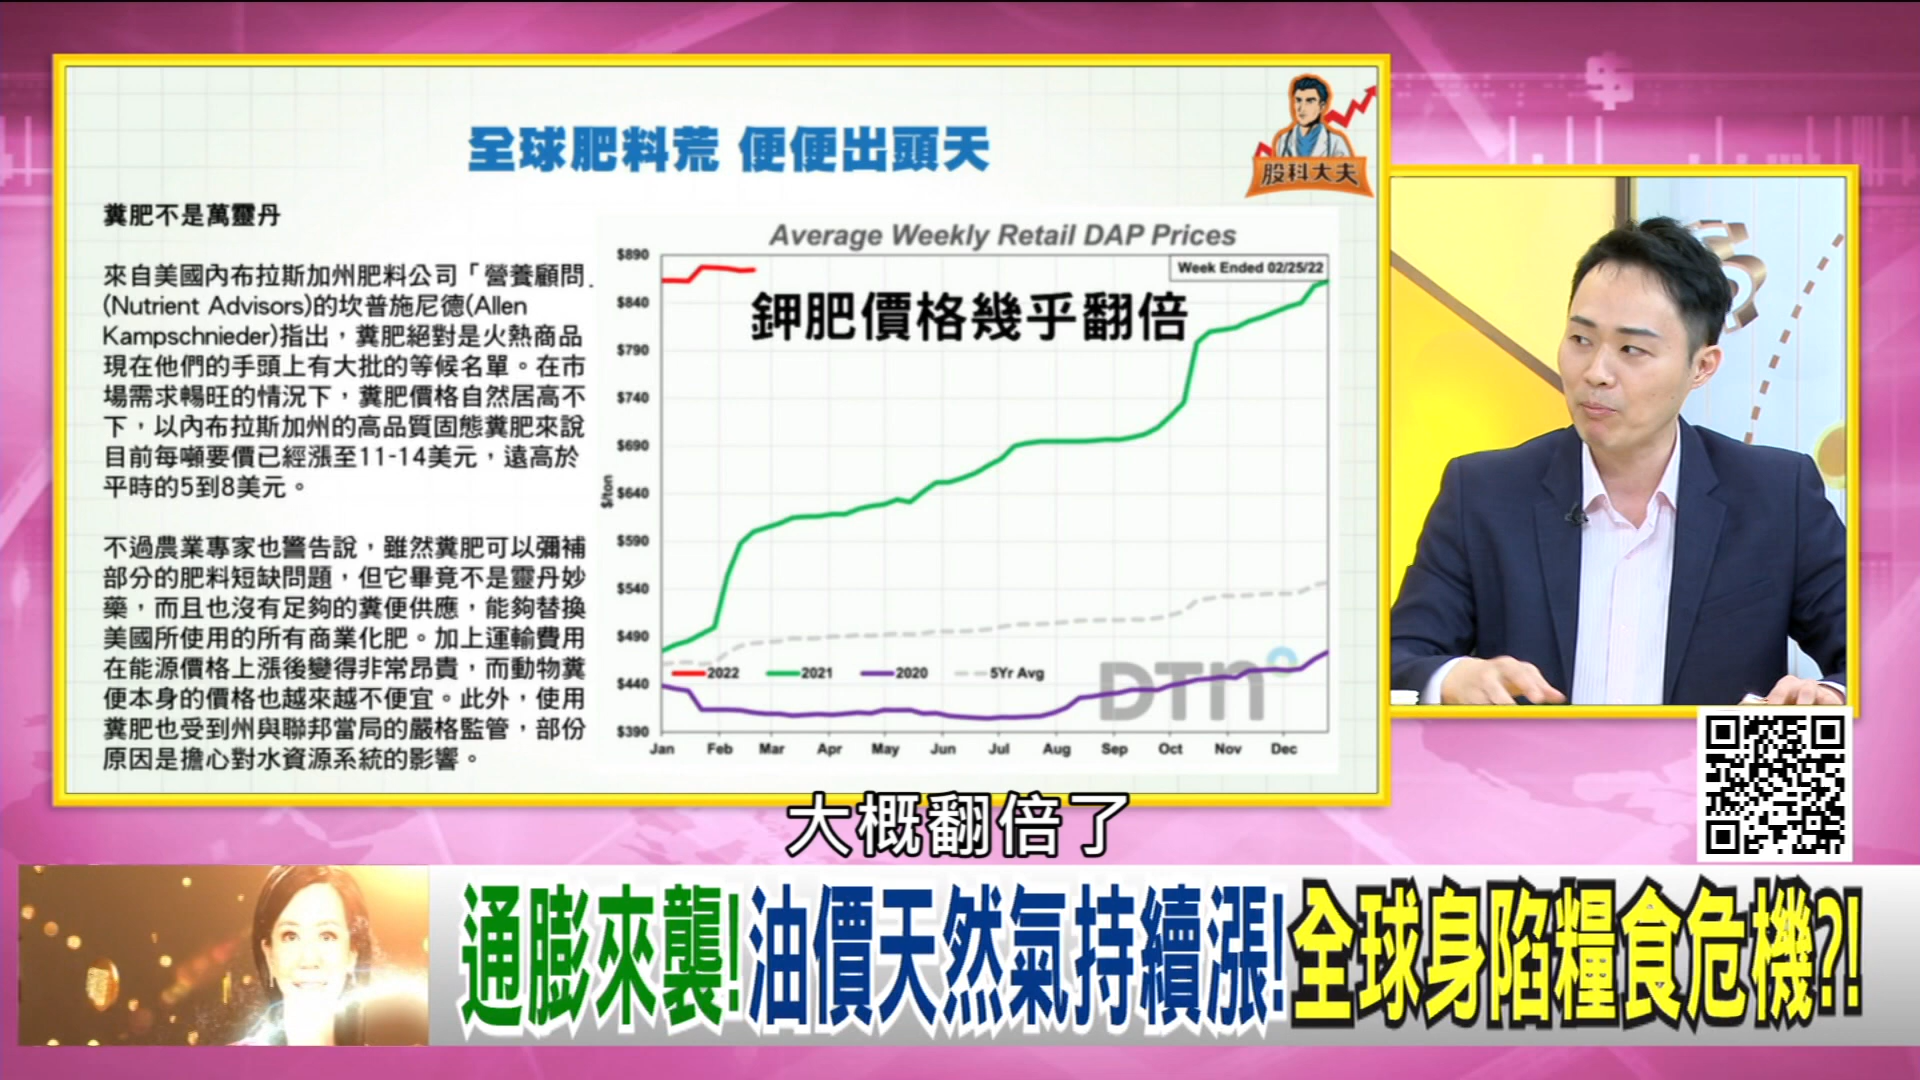 全球肥料荒 便便出頭天
股科大夫
糞肥不是萬靈丹
來自美國內布拉斯加州肥料公司「營養顧問」
(Nutrient Advisors)的坎普施尼德(Allen
Kampschnieder)指出，糞肥絕對是火熱商品
現在他們的手頭上有大批的等候名單。在市
場需求暢旺的情況下，糞肥價格自然居高不
下，以內布拉斯加州的高品質固態糞肥來說
目前每噸要價已經漲至11-14美元，遠高於
平時的5到8美元。
不過農業專家也警告說，雖然糞肥可以彌補
部分的肥料短缺問題，但它畢竟不是靈丹妙
藥，而且也沒有足夠的糞便供應，能夠替換
美國所使用的所有商業化肥。加上運輸費用
在能源價格上漲後變得非常昂貴，而動物糞
便本身的價格也越來越不便宜。此外，使用
糞肥也受到州與聯邦當局的嚴格監管，部份
原因是擔心對水資源系統的影響。
Average Weekly Retail DAP Prices
Week Ended 02/25/22
鉀肥價格幾乎翻倍
$890
$840
$790
$740
$690
$640
$590
$540
$490
$440
$390
$/ton
2022 2021 2020 5Yr Avg
DTN
Jan Feb Mar Apr May Jun Jul Aug Sep Oct Nov Dec
大概翻倍了
通膨來襲!油價天然氣持續漲!全球身陷糧食危機?!